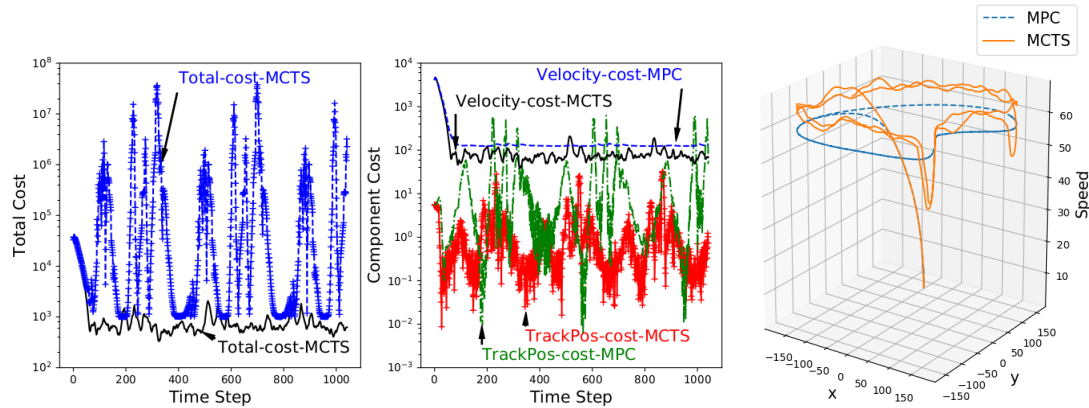 10^8
10^7
10^6
10^5
10^4
10^3
10^2
Total Cost
0 200 400 600 800 1000
Time Step
Total-cost-MCTS
Total-cost-MCTS
10^4
10^3
10^2
10^1
10^0
10^-1
10^-2
10^-3
Component Cost
0 200 400 600 800 1000
Time Step
Velocity-cost-MPC
Velocity-cost-MCTS
TrackPos-cost-MCTS
TrackPos-cost-MPC
MPC
MCTS
60
50
40
30
20
10
Speed
−150
−100
−50
0
50
100
150
x
−150
−100
−50
0
50
100
150
y